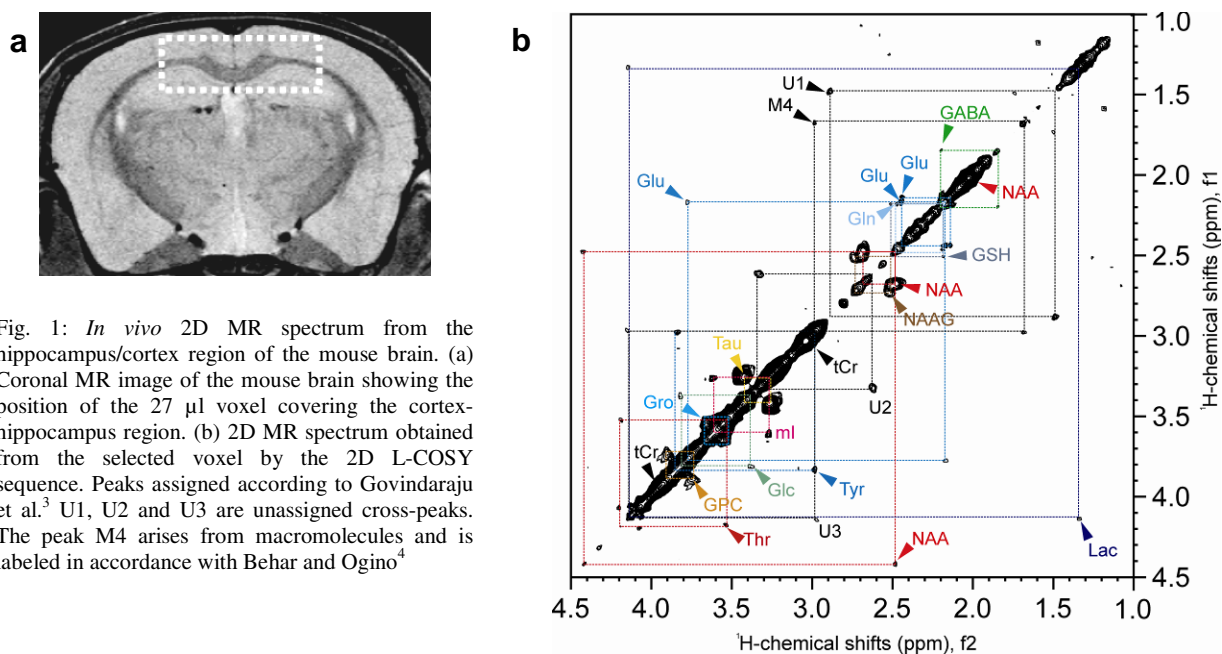 a
Fig. 1: In vivo 2D MR spectrum from the
hippocampus/cortex region of the mouse brain. (a)
Coronal MR image of the mouse brain showing the
position of the 27 µl voxel covering the cortex-
hippocampus region. (b) 2D MR spectrum obtained
from the selected voxel by the 2D L-COSY
sequence. Peaks assigned according to Govindaraju
et al.³ U1, U2 and U3 are unassigned cross-peaks.
The peak M4 arises from macromolecules and is
labeled in accordance with Behar and Ogino⁴
b
U1
M4
GABA
Glu
Glu
Glu
NAA
Gln
GSH
NAA
NAAG
Tau
tCr
U2
Gro
mI
tCr
GPC
Glc
Tyr
Thr
U3
NAA
Lac
1.0
1.5
2.0
2.5
3.0
3.5
4.0
4.5
¹H-chemical shifts (ppm), f1
4.5 4.0 3.5 3.0 2.5 2.0 1.5 1.0
¹H-chemical shifts (ppm), f2